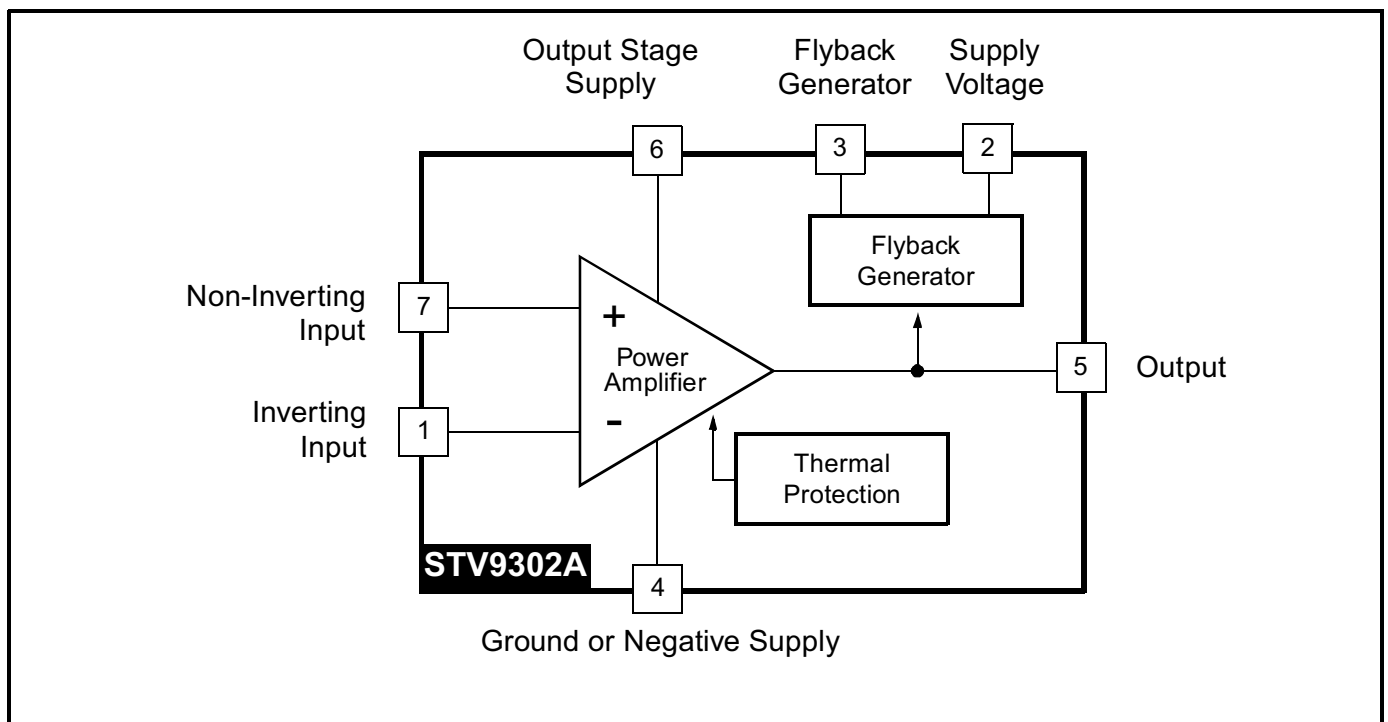 Output Stage
Supply
Flyback
Generator
Supply
Voltage
6
3
2
Flyback
Generator
Non-Inverting
Input
7
+
Power
Amplifier
5
Output
Inverting
Input
1
-
Thermal
Protection
STV9302A
4
Ground or Negative Supply